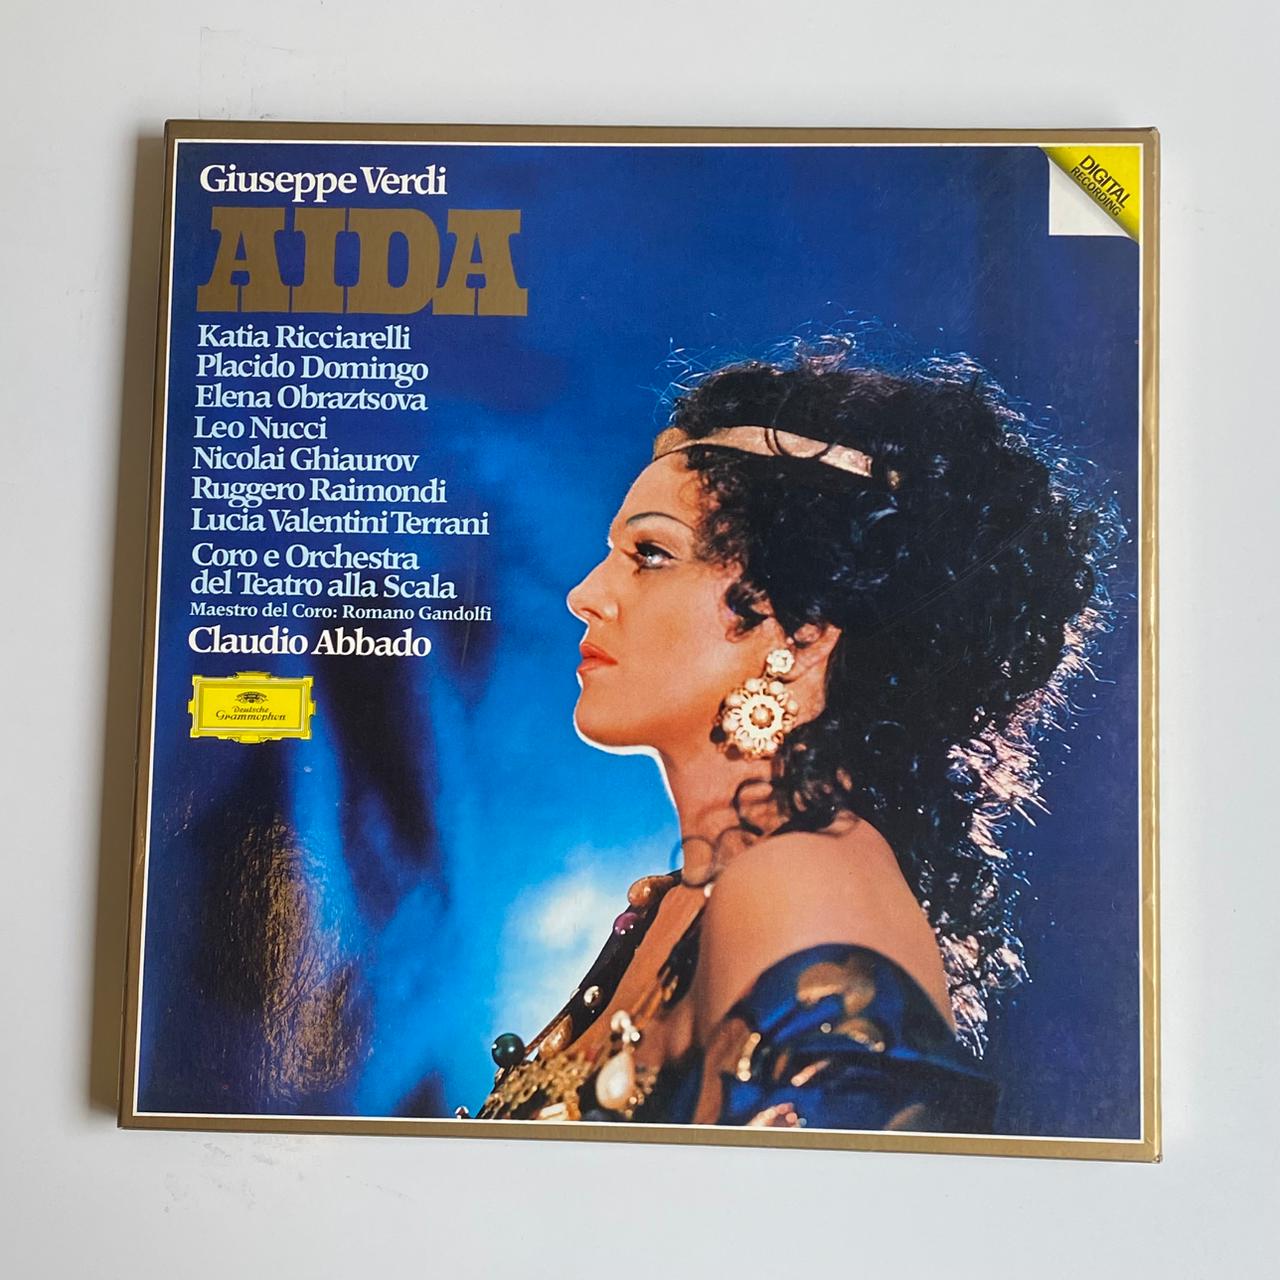 Giuseppe Verdi
AIDA
Katia Ricciarelli
Placido Domingo
Elena Obraztsova
Leo Nucci
Nicolai Ghiaurov
Ruggero Raimondi
Lucia Valentini Terrani
Coro e Orchestra
del Teatro alla Scala
Maestro del Coro: Romano Gandolfi
Claudio Abbado
Deutsche
Grammophon
DIGITAL
RECORDING